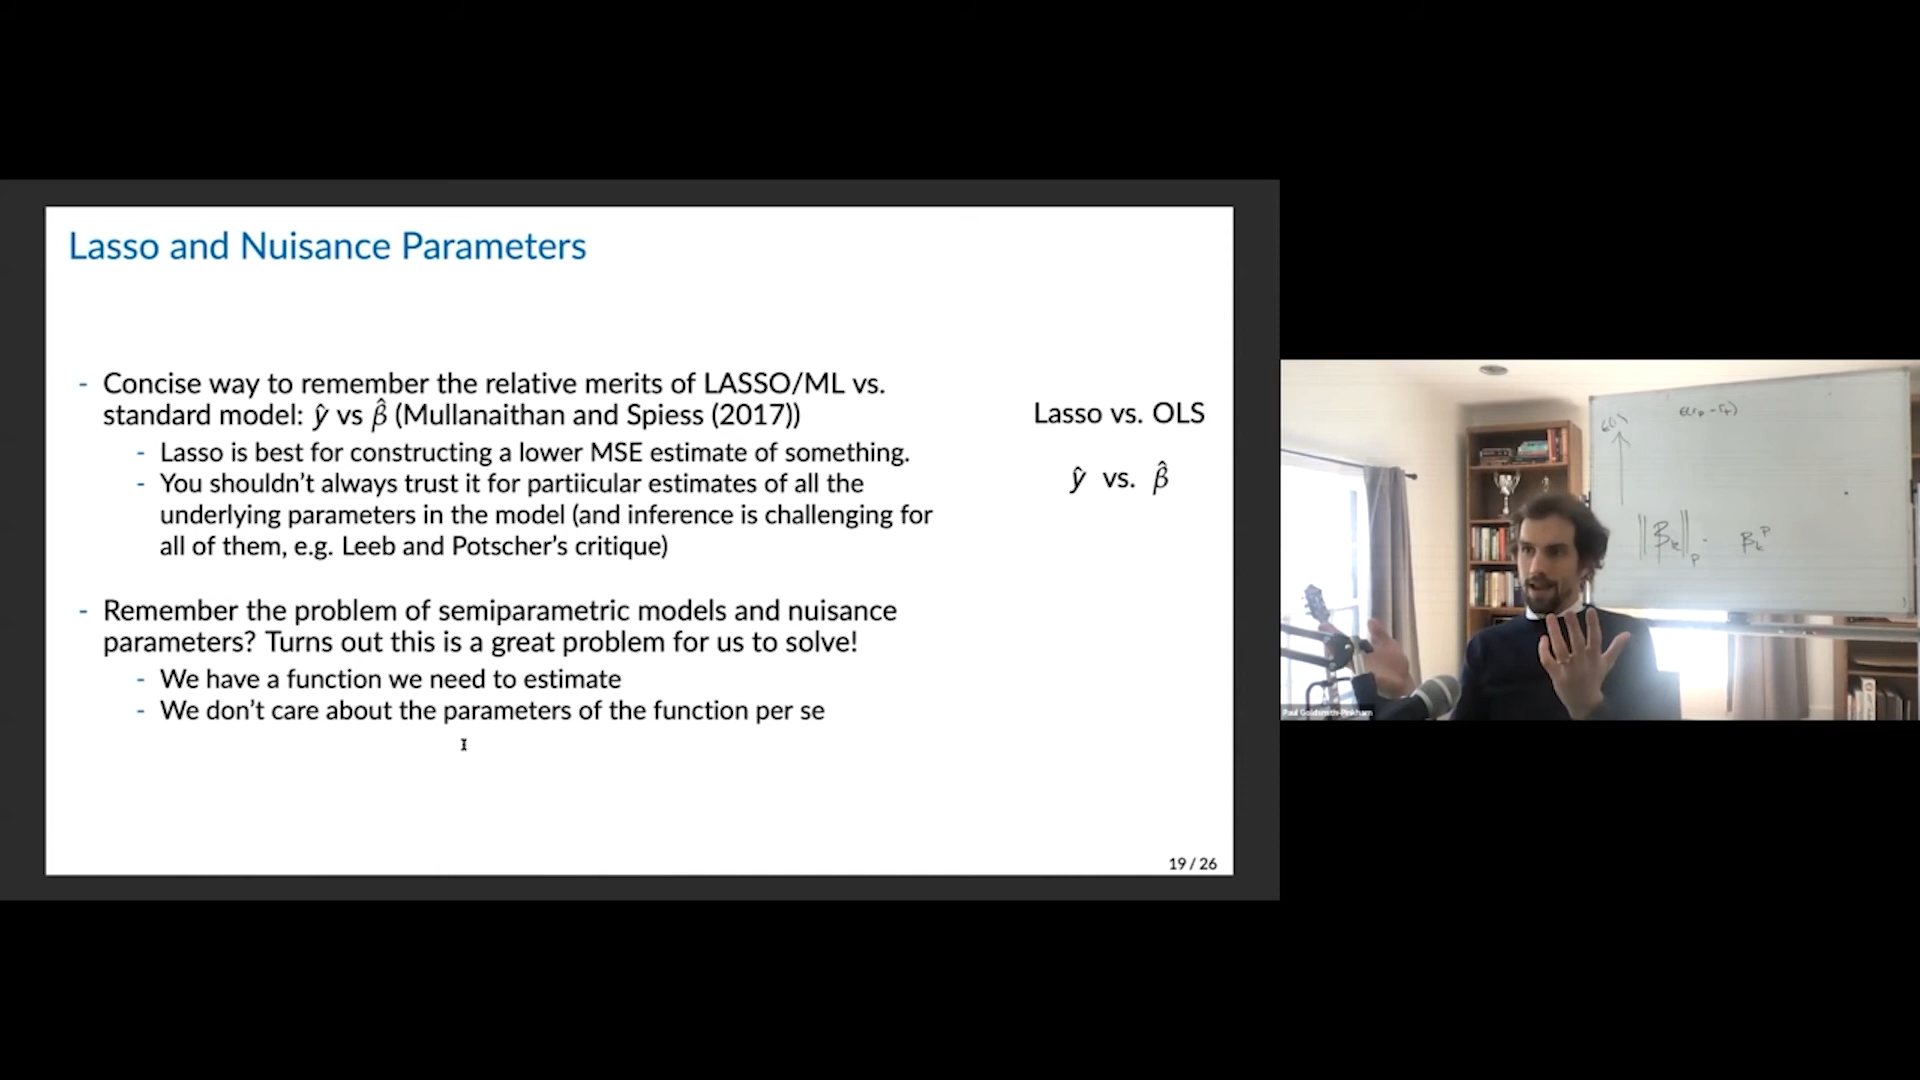 Lasso and Nuisance Parameters
- Concise way to remember the relative merits of LASSO/ML vs.
standard model: ŷ vs β̂ (Mullanaithan and Spiess (2017))
- Lasso is best for constructing a lower MSE estimate of something.
- You shouldn't always trust it for partiicular estimates of all the
underlying parameters in the model (and inference is challenging for
all of them, e.g. Leeb and Potscher's critique)
- Remember the problem of semiparametric models and nuisance
parameters? Turns out this is a great problem for us to solve!
- We have a function we need to estimate
- We don't care about the parameters of the function per se
Lasso vs. OLS
ŷ vs. β̂
19 / 26
‖βₖ‖ₚ
βₖᵖ
Paul Goldsmith-Pinkham